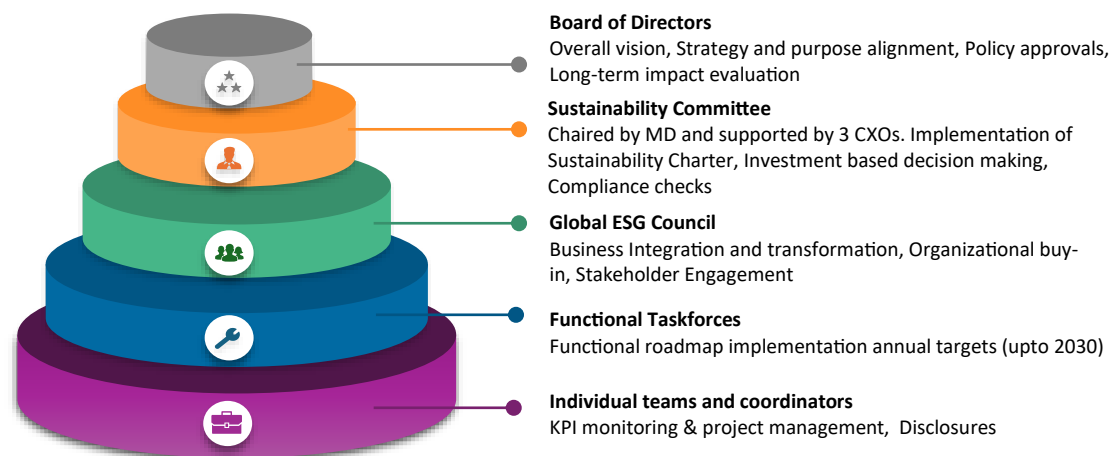 Board of Directors
Overall vision, Strategy and purpose alignment, Policy approvals,
Long-term impact evaluation
Sustainability Committee
Chaired by MD and supported by 3 CXOs. Implementation of
Sustainability Charter, Investment based decision making,
Compliance checks
Global ESG Council
Business Integration and transformation, Organizational buy-
in, Stakeholder Engagement
Functional Taskforces
Functional roadmap implementation annual targets (upto 2030)
Individual teams and coordinators
KPI monitoring & project management, Disclosures